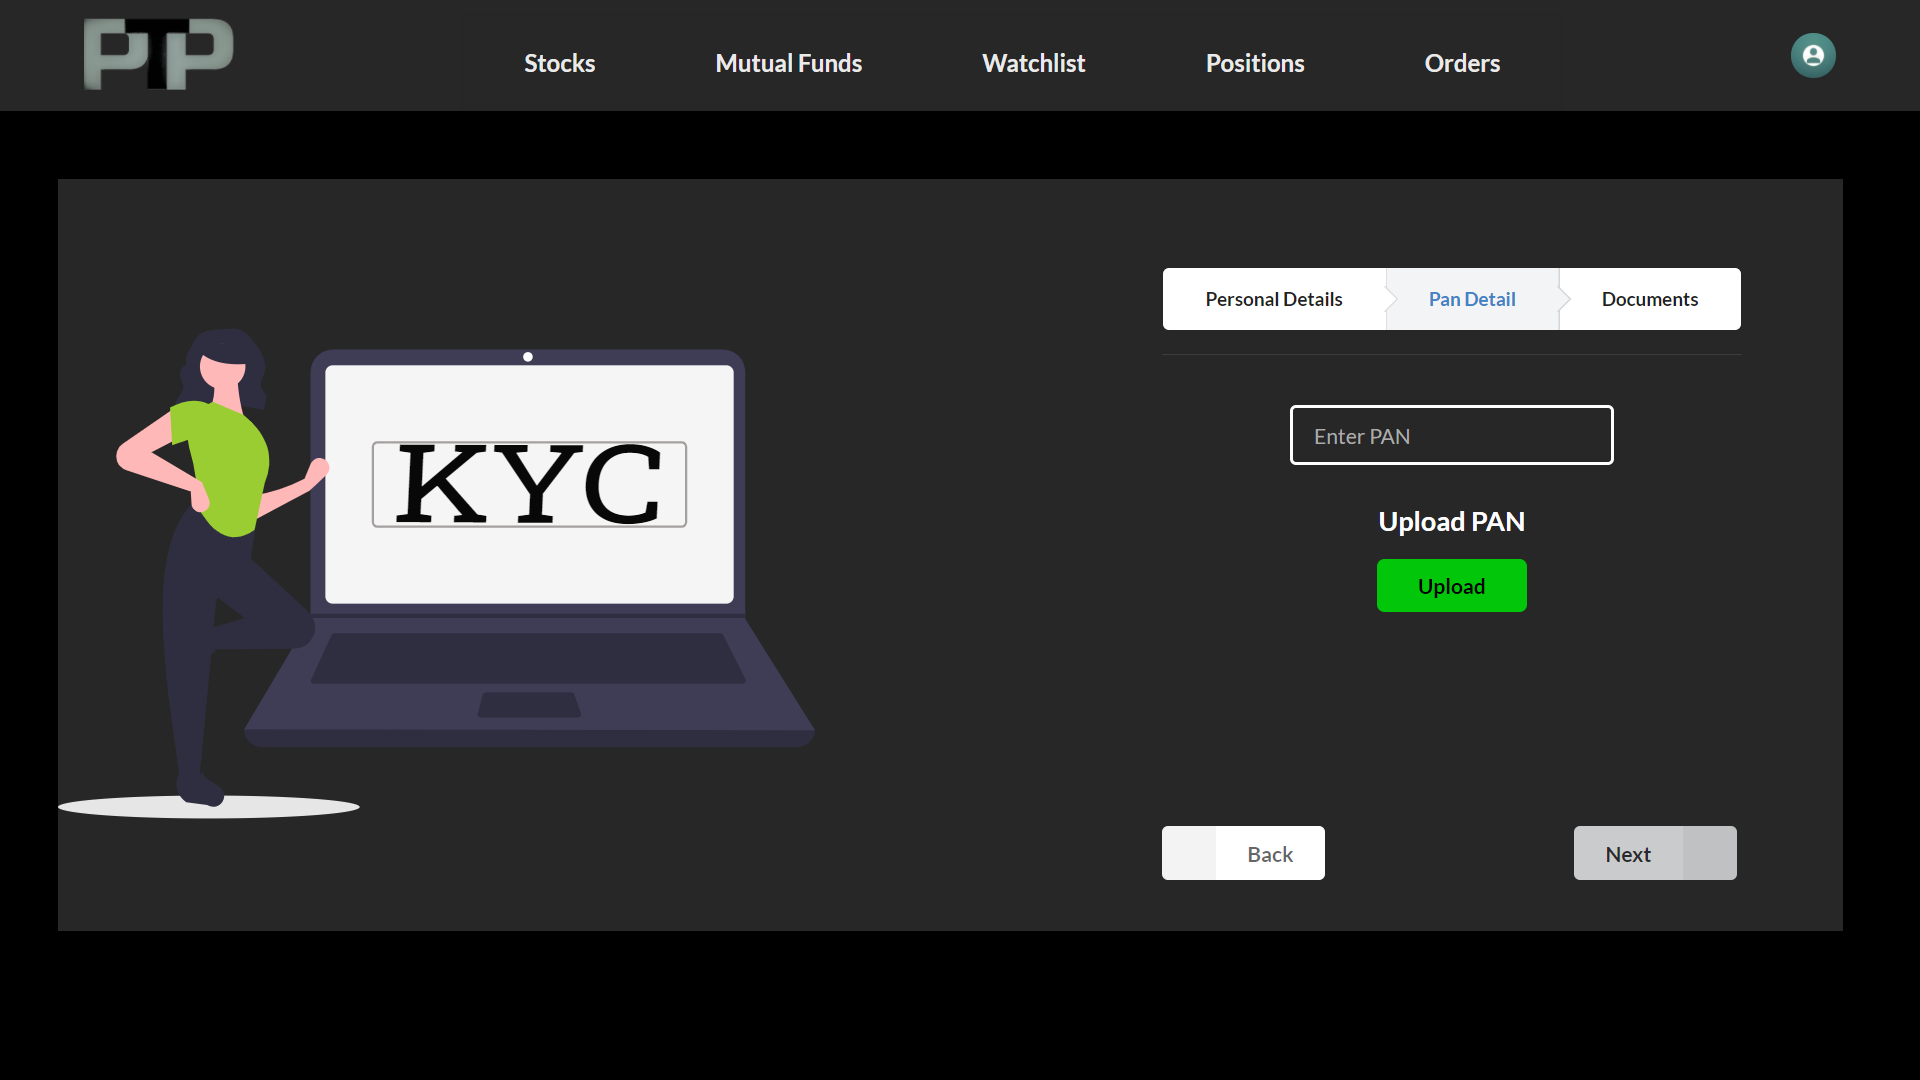 PTP
Stocks
Mutual Funds
Watchlist
Positions
Orders
Personal Details
Pan Detail
Documents
KYC
Enter PAN
Upload PAN
Upload
Back
Next